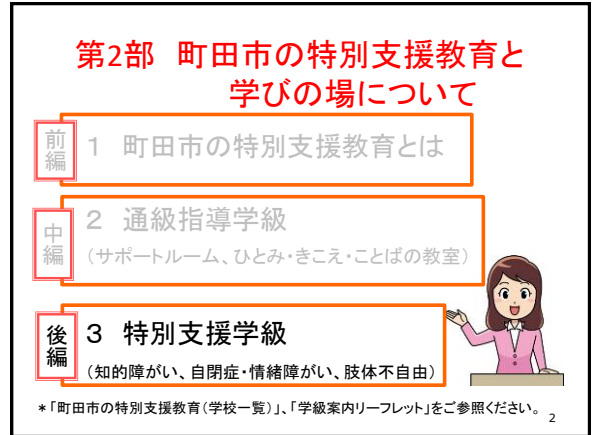 第2部 町田市の特別支援教育と
学びの場について
前編
1 町田市の特別支援教育とは
中編
2 通級指導学級
(サポートルーム、ひとみ・きこえ・ことばの教室)
後編
3 特別支援学級
(知的障がい、自閉症・情緒障がい、肢体不自由)
*「町田市の特別支援教育(学校一覧)」、「学級案内リーフレット」をご参照ください。
2